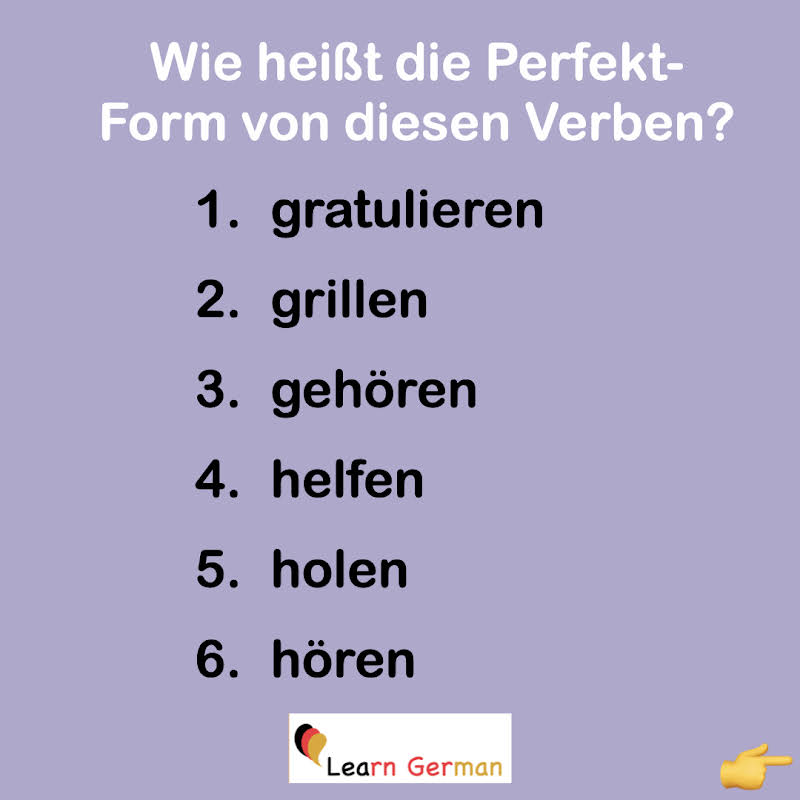 Wie heißt die Perfekt-
Form von diesen Verben?
1. gratulieren
2. grillen
3. gehören
4. helfen
5. holen
6. hören
Learn German